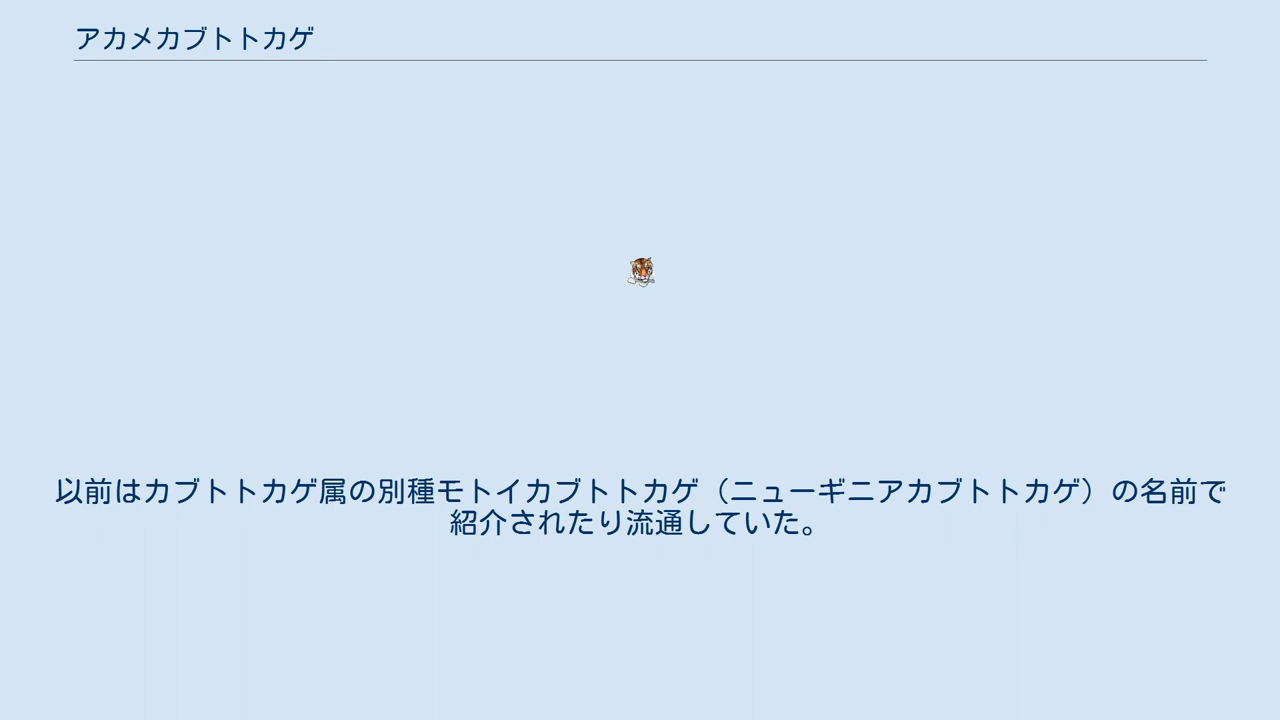 アカメカブトトカゲ
以前はカブトトカゲ属の別種モトイカブトトカゲ（ニューギニアカブトトカゲ）の名前で
紹介されたり流通していた。